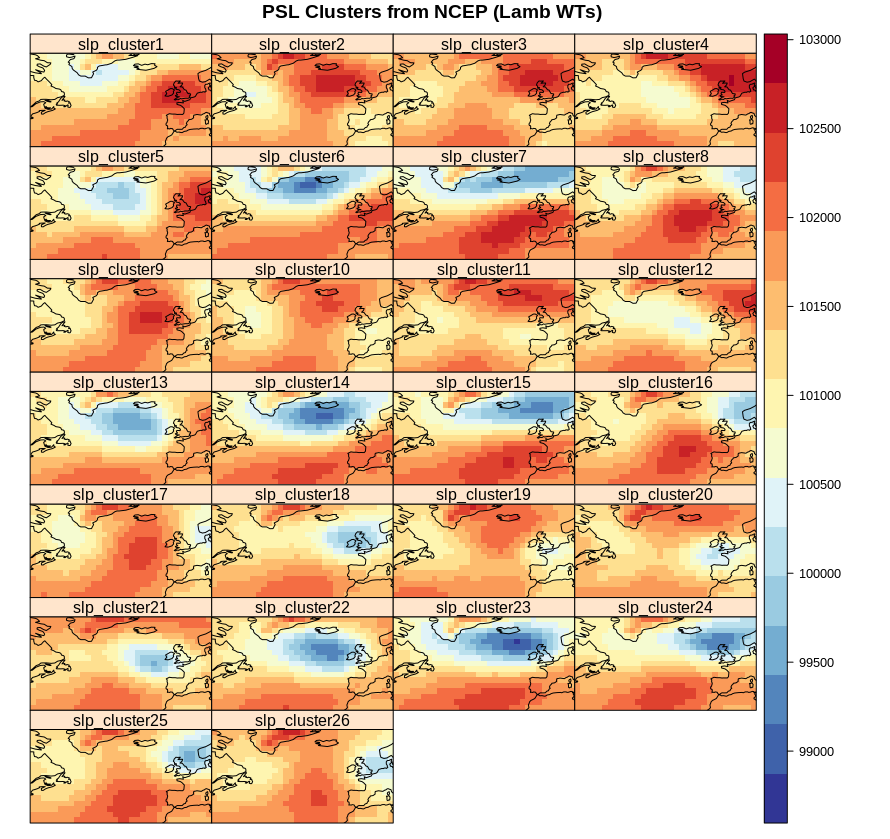 PSL Clusters from NCEP (Lamb WTs)
slp_cluster1 slp_cluster2 slp_cluster3 slp_cluster4
slp_cluster5 slp_cluster6 slp_cluster7 slp_cluster8
slp_cluster9 slp_cluster10 slp_cluster11 slp_cluster12
slp_cluster13 slp_cluster14 slp_cluster15 slp_cluster16
slp_cluster17 slp_cluster18 slp_cluster19 slp_cluster20
slp_cluster21 slp_cluster22 slp_cluster23 slp_cluster24
slp_cluster25 slp_cluster26
103000
102500
102000
101500
101000
100500
100000
99500
99000